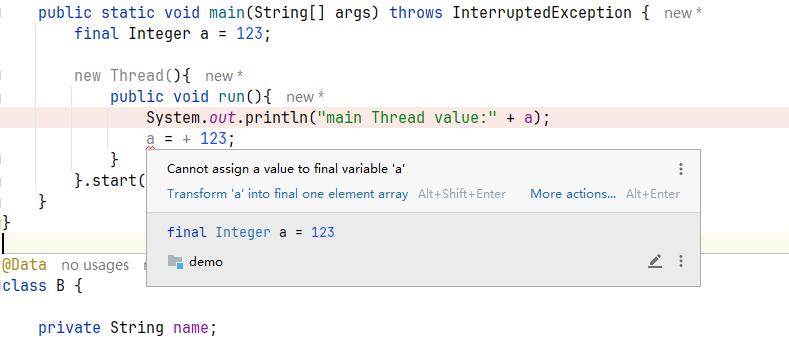 public static void main(String[] args) throws InterruptedException { new *
final Integer a = 123;
new Thread(){ new *
public void run(){ new *
System.out.println("main Thread value:" + a);
a = + 123;
}
}.start(
}
}
Cannot assign a value to final variable 'a'
Transform 'a' into final one element array Alt+Shift+Enter More actions... Alt+Enter
final Integer a = 123
demo
@Data no usages
class B {
private String name;